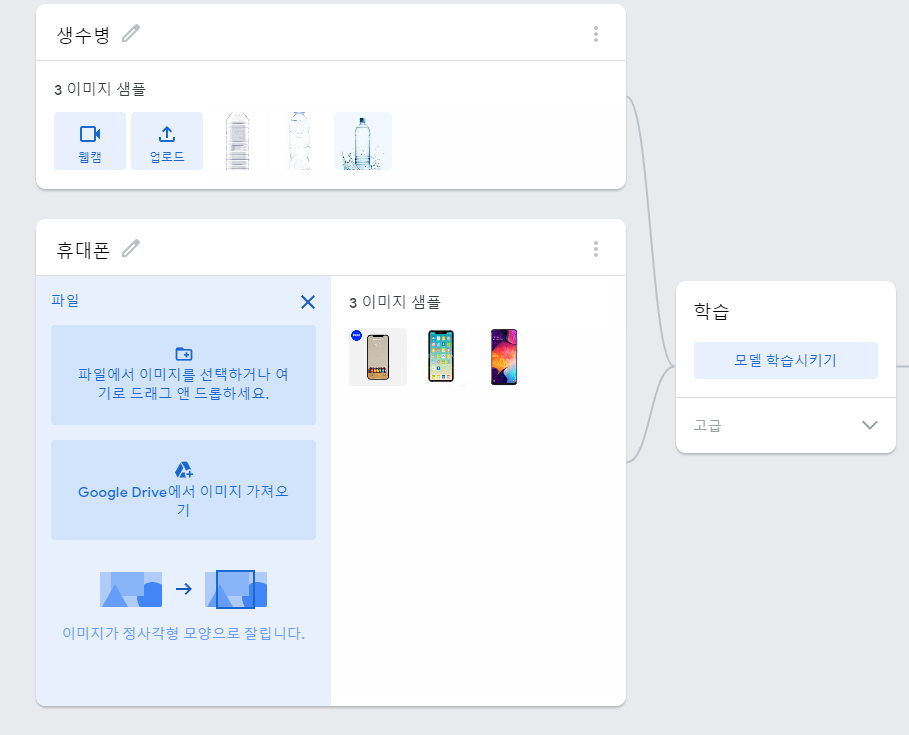 생수병
3 이미지 샘플
웹캠
업로드
휴대폰
파일
파일에서 이미지를 선택하거나 여
기로 드래그 앤 드롭하세요.
Google Drive에서 이미지 가져오
기
이미지가 정사각형 모양으로 잘립니다.
3 이미지 샘플
학습
모델 학습시키기
고급